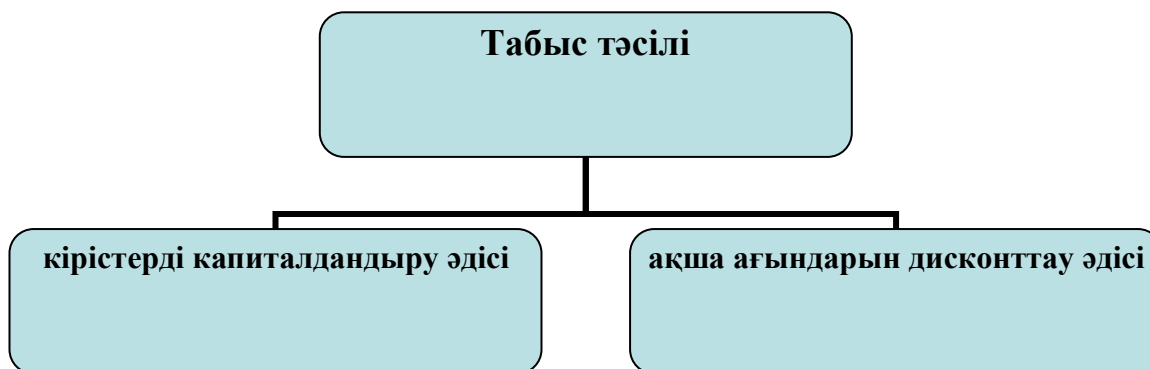 Табыс тәсілі
кірістерді капиталдандыру әдісі
ақша ағындарын дисконттау әдісі